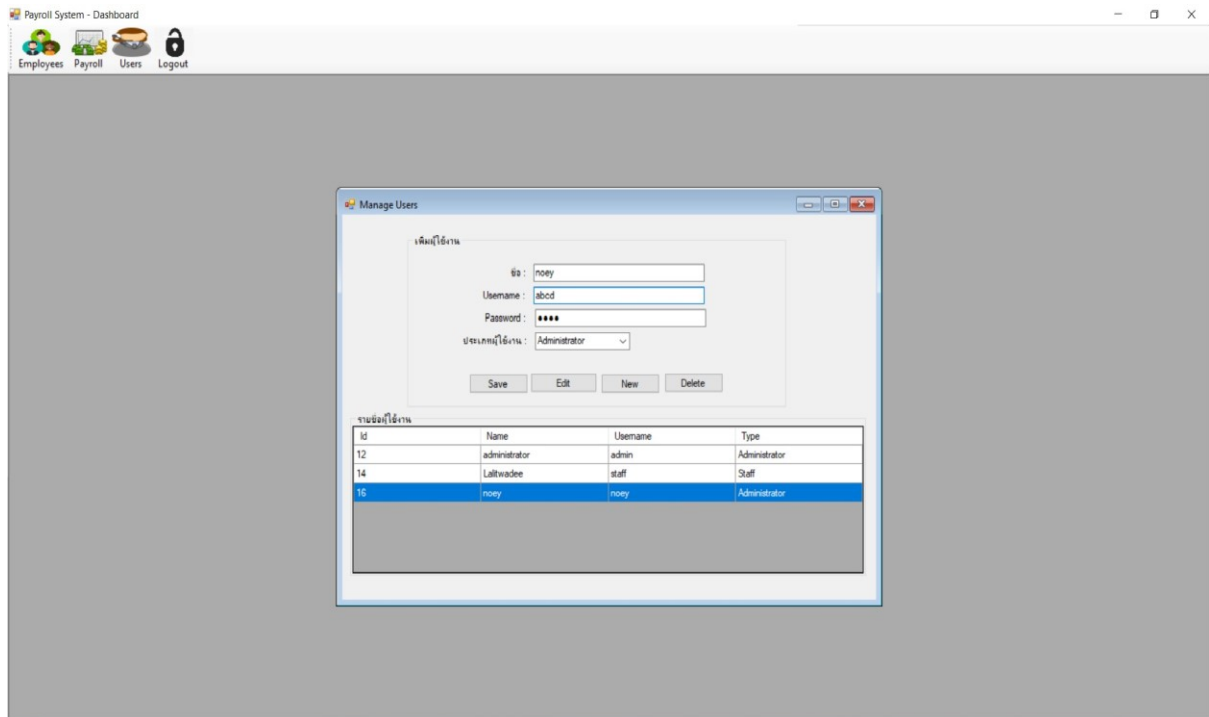 Payroll System - Dashboard
Employees Payroll Users Logout
Manage Users
เพิ่มผู้ใช้งาน
ชื่อ : noey
Username : abcd
Password : ●●●●
ประเภทผู้ใช้งาน : Administrator
Save Edit New Delete
รายชื่อผู้ใช้งาน
Id Name Username Type
12 administrator admin Administrator
14 Lalitwadee staff Staff
16 noey noey Administrator